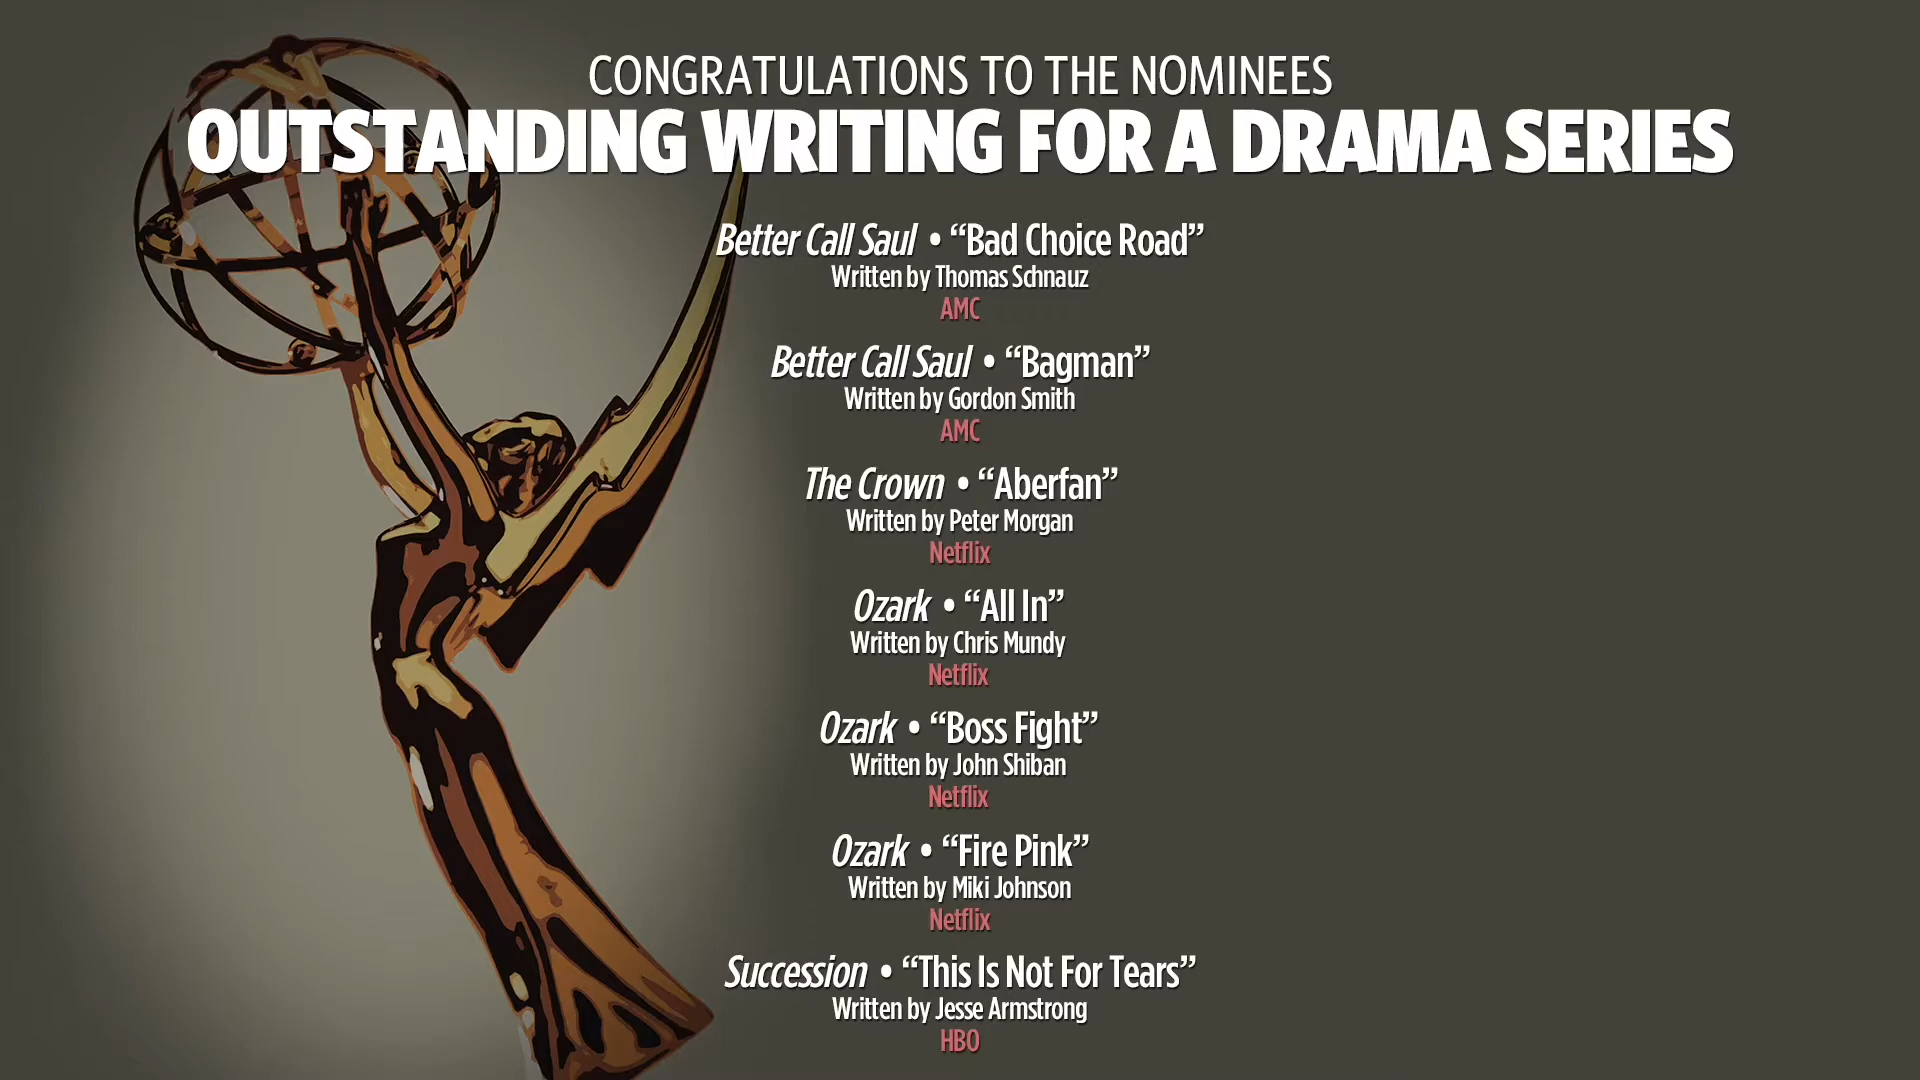 CONGRATULATIONS TO THE NOMINEES
OUTSTANDING WRITING FOR A DRAMA SERIES
Better Call Saul • “Bad Choice Road”
Written by Thomas Schnauz
AMC
Better Call Saul • “Bagman”
Written by Gordon Smith
AMC
The Crown • “Aberfan”
Written by Peter Morgan
Netflix
Ozark • “All In”
Written by Chris Mundy
Netflix
Ozark • “Boss Fight”
Written by John Shiban
Netflix
Ozark • “Fire Pink”
Written by Miki Johnson
Netflix
Succession • “This Is Not For Tears”
Written by Jesse Armstrong
HBO